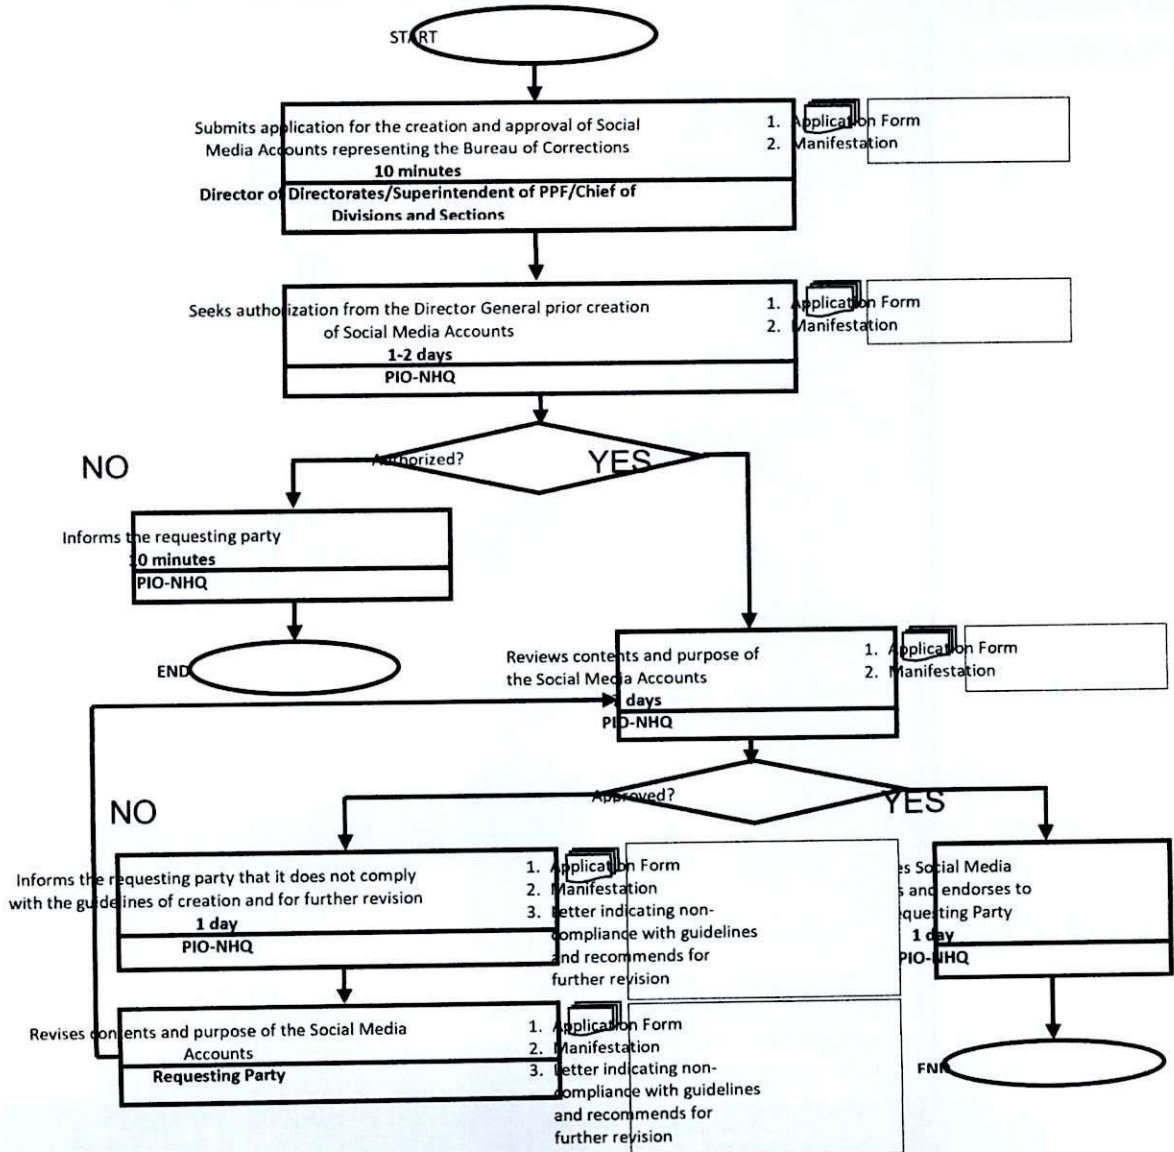 START
Submits application for the creation and approval of Social
Media Accounts representing the Bureau of Corrections
10 minutes
Director of Directorates/Superintendent of PPF/Chief of
Divisions and Sections
1. Application Form
2. Manifestation
Seeks authorization from the Director General prior creation
of Social Media Accounts
1-2 days
PIO-NHQ
1. Application Form
2. Manifestation
Authorized?
NO
YES
Informs the requesting party
10 minutes
PIO-NHQ
END
Reviews contents and purpose of
the Social Media Accounts
days
PIO-NHQ
1. Application Form
2. Manifestation
Approved?
NO
YES
Informs the requesting party that it does not comply
with the guidelines of creation and for further revision
1 day
PIO-NHQ
1. Application Form
2. Manifestation
3. Letter indicating non-
compliance with guidelines
and recommends for
further revision
es Social Media
s and endorses to
equesting Party
1 day
PIO-NHQ
Revises contents and purpose of the Social Media
Accounts
Requesting Party
1. Application Form
2. Manifestation
3. Letter indicating non-
compliance with guidelines
and recommends for
further revision
END